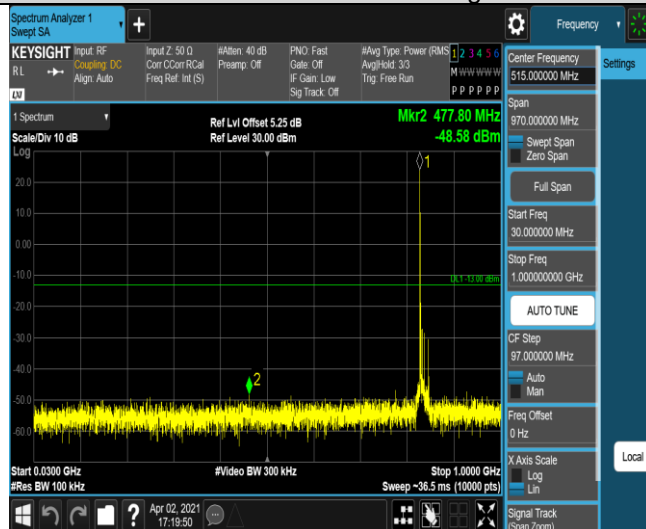 Spectrum Analyzer 1
Swept SA
+
Frequency
KEYSIGHT
RL
LXI
Input: RF
Coupling: DC
Align: Auto
Input Z: 50 Ω
Corr CCorr RCal
Freq Ref: Int (S)
#Atten: 40 dB
Preamp: Off
PNO: Fast
Gate: Off
IF Gain: Low
Sig Track: Off
#Avg Type: Power (RMS
Avg|Hold: 3/3
Trig: Free Run
1 2 3 4 5 6
M W W W W W
P P P P P P
Center Frequency
515.000000 MHz
Settings
1 Spectrum
Scale/Div 10 dB
Ref Lvl Offset 5.25 dB
Ref Level 30.00 dBm
Mkr2 477.80 MHz
-48.58 dBm
Log
20.0
10.0
0.00
-10.0
-20.0
-30.0
-40.0
-50.0
-60.0
1
DL1 -13.00 dBm
2
Span
970.000000 MHz
Swept Span
Zero Span
Full Span
Start Freq
30.000000 MHz
Stop Freq
1.000000000 GHz
AUTO TUNE
CF Step
97.000000 MHz
Auto
Man
Freq Offset
0 Hz
X Axis Scale
Log
Lin
Local
Signal Track
(Span Zoom)
Start 0.0300 GHz
#Res BW 100 kHz
#Video BW 300 kHz
Stop 1.0000 GHz
Sweep ~36.5 ms (10000 pts)
?
Apr 02, 2021
17:19:50